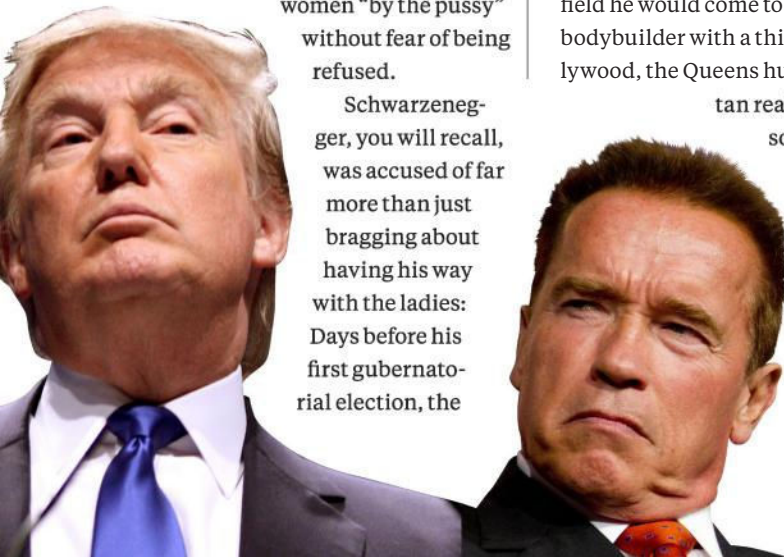 women “by the pussy”
without fear of being
refused.
Schwarzeneg-
ger, you will recall,
was accused of far
more than just
bragging about
having his way
with the ladies:
Days before his
first gubernato-
rial election, the
field he would come to
bodybuilder with a thi
lywood, the Queens hu
tan rea
so